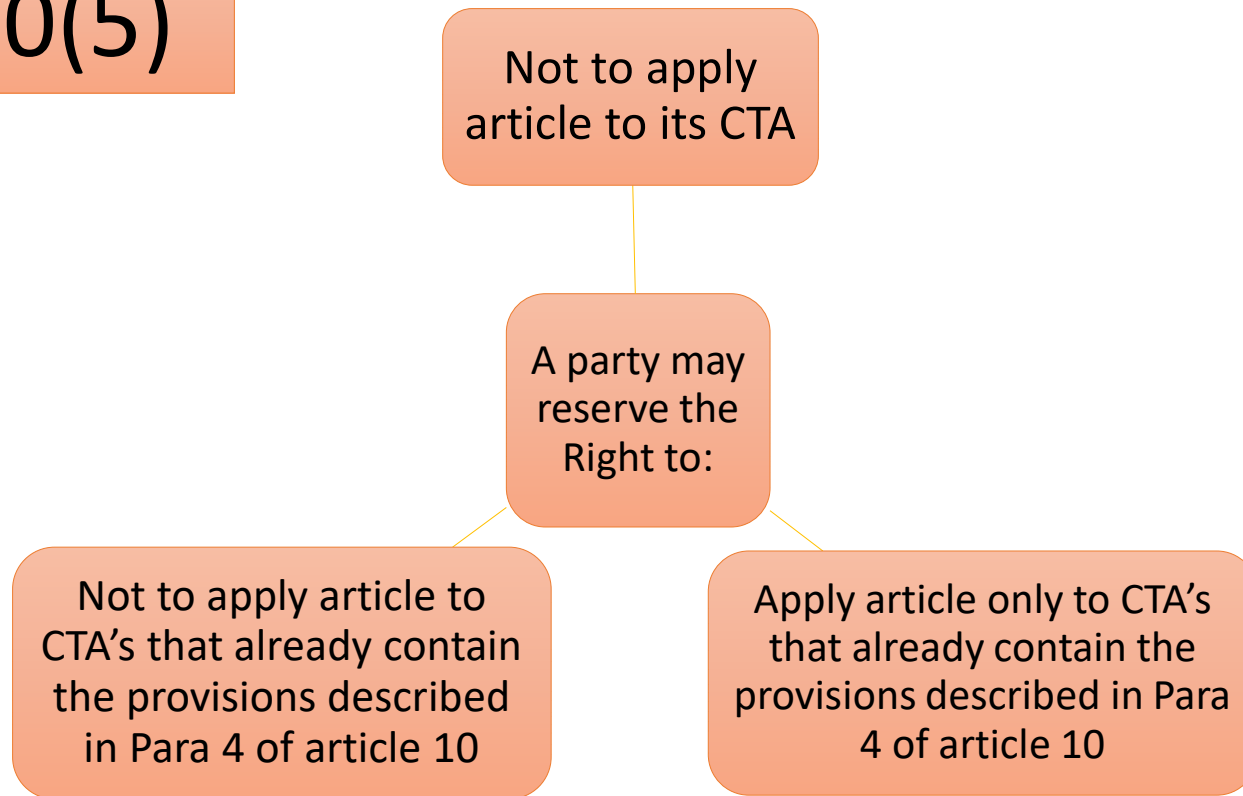 0(5)
Not to apply
article to its CTA
A party may
reserve the
Right to:
Not to apply article to
CTA’s that already contain
the provisions described
in Para 4 of article 10
Apply article only to CTA’s
that already contain the
provisions described in Para
4 of article 10